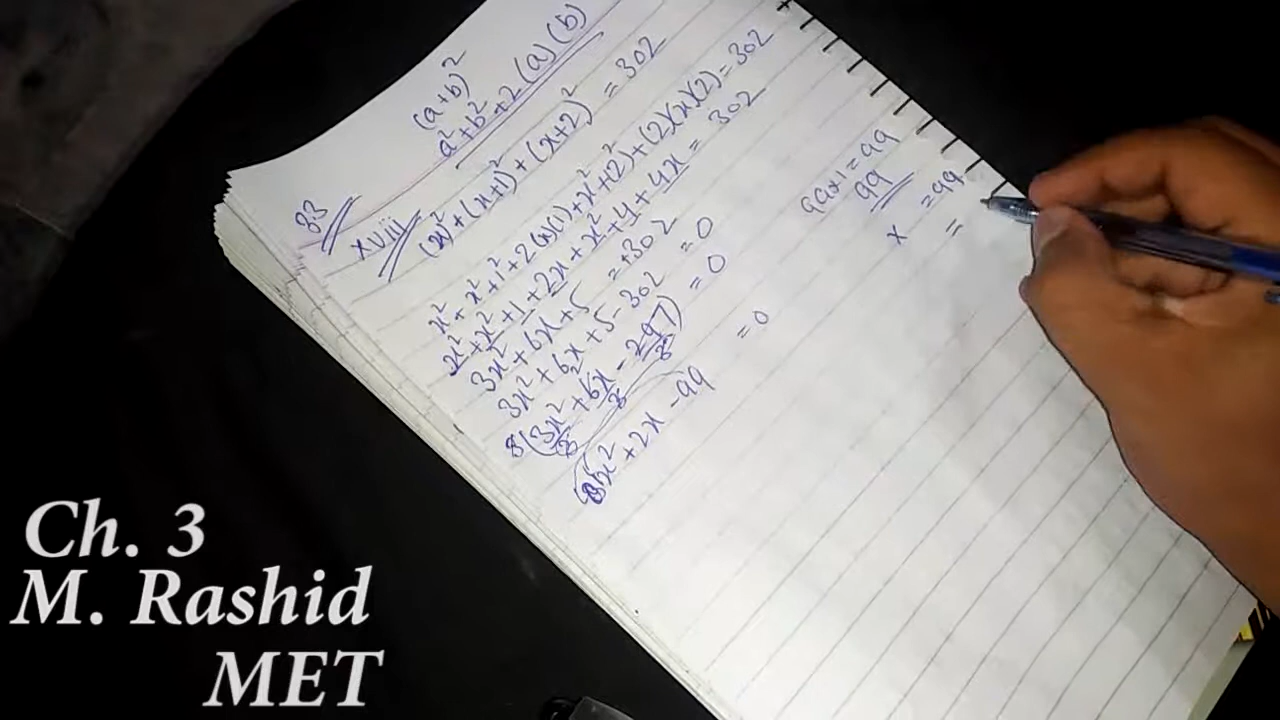 (a+b)²
a²+b²+2(a)(b)
83
xviii (x)²+(x+1)²+(x+2)² = 302
x²+x²+1²+2(x)(1)+x²+(2²)+(2)(x)(2)=302
x²+x²+1+2x+x²+4+4x = 302
3x²+6x+5 = +302
3x²+6x+5-302 = 0
3(3x²/3+6x/3-297/3) = 0
x²+2x-99 = 0
99×1=99
99
x = 99
=
Ch. 3
M. Rashid
MET